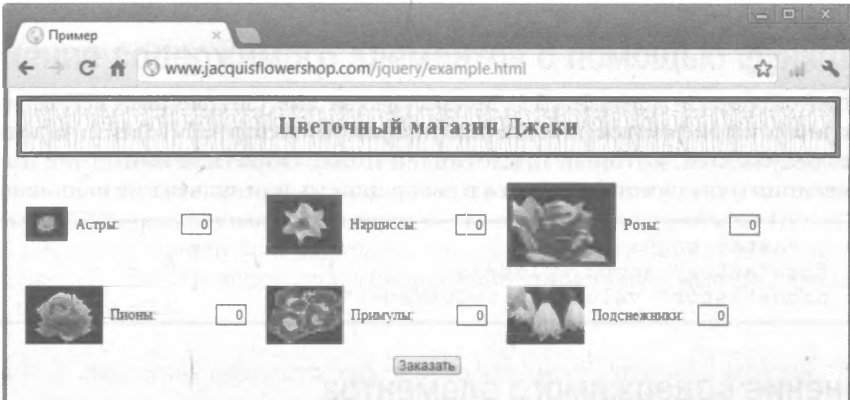 Пример
www.jacquisflowershop.com/jquery/example.html
Цветочный магазин Джеки
Астры: 0 Нарциссы: 0 Розы: 0
Пионы: 0 Примулы: 0 Подснежники: 0
Заказать